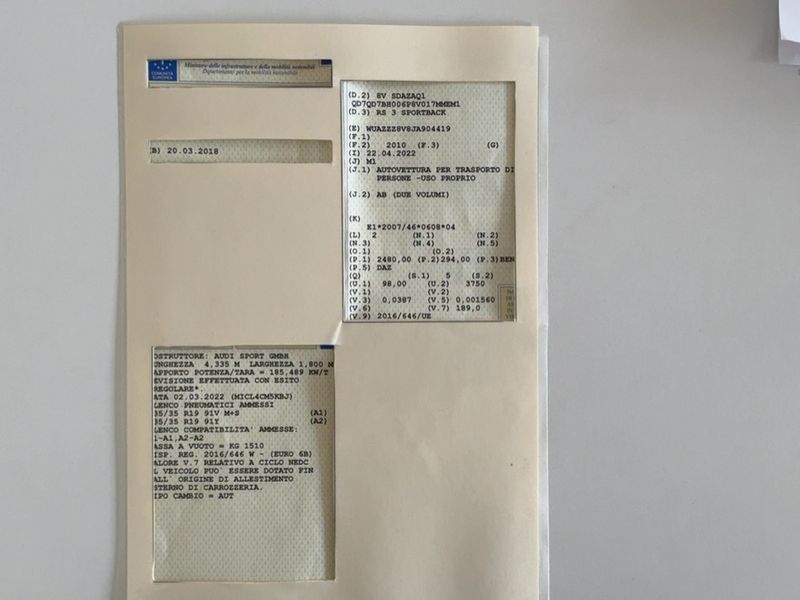 COMUNITÀ
EUROPEA
Ministero delle infrastrutture e della mobilità sostenibili
Dipartimento per la mobilità sostenibile
B) 20.03.2018
(D.2) 8V SDAZAQ1
QD7QD7BH006P8V017MMEM1
(D.3) RS 3 SPORTBACK
(E) WUAZZZ8V8JA904419
(F.1)
(F.2) 2010 (F.3) (G)
(I) 22.04.2022
(J) M1
(J.1) AUTOVETTURA PER TRASPORTO DI
PERSONE -USO PROPRIO
(J.2) AB (DUE VOLUMI)
(K)
E1*2007/46*0608*04
(L) 2 (N.1) (N.2)
(N.3) (N.4) (N.5)
(O.1) (O.2)
(P.1) 2480,00 (P.2)294,00 (P.3)BEN
(P.5) DAZ
(Q) (S.1) 5 (S.2)
(U.1) 98,00 (U.2) 3750
(V.1) (V.2)
(V.3) 0,0387 (V.5) 0,001560
(V.6) (V.7) 189,0
(V.9) 2016/646/UE
OSTRUTTORE: AUDI SPORT GMBH
UNGHEZZA 4,335 M LARGHEZZA 1,800 M
APPORTO POTENZA/TARA = 185,489 KW/T
EVISIONE EFFETTUATA CON ESITO
REGOLARE*.
ATA 02.03.2022 (MICL4CM5KBJ)
LENCO PNEUMATICI AMMESSI
35/35 R19 91V M+S (A1)
35/35 R19 91Y (A2)
LENCO COMPATIBILITA' AMMESSE:
1-A1,A2-A2
ASSA A VUOTO = KG 1510
ISP. REG. 2016/646 W - (EURO 6B)
ALORE V.7 RELATIVO A CICLO NEDC
L VEICOLO PUO` ESSERE DOTATO FIN
ALL` ORIGINE DI ALLESTIMENTO
STERNO DI CARROZZERIA.
IPO CAMBIO = AUT